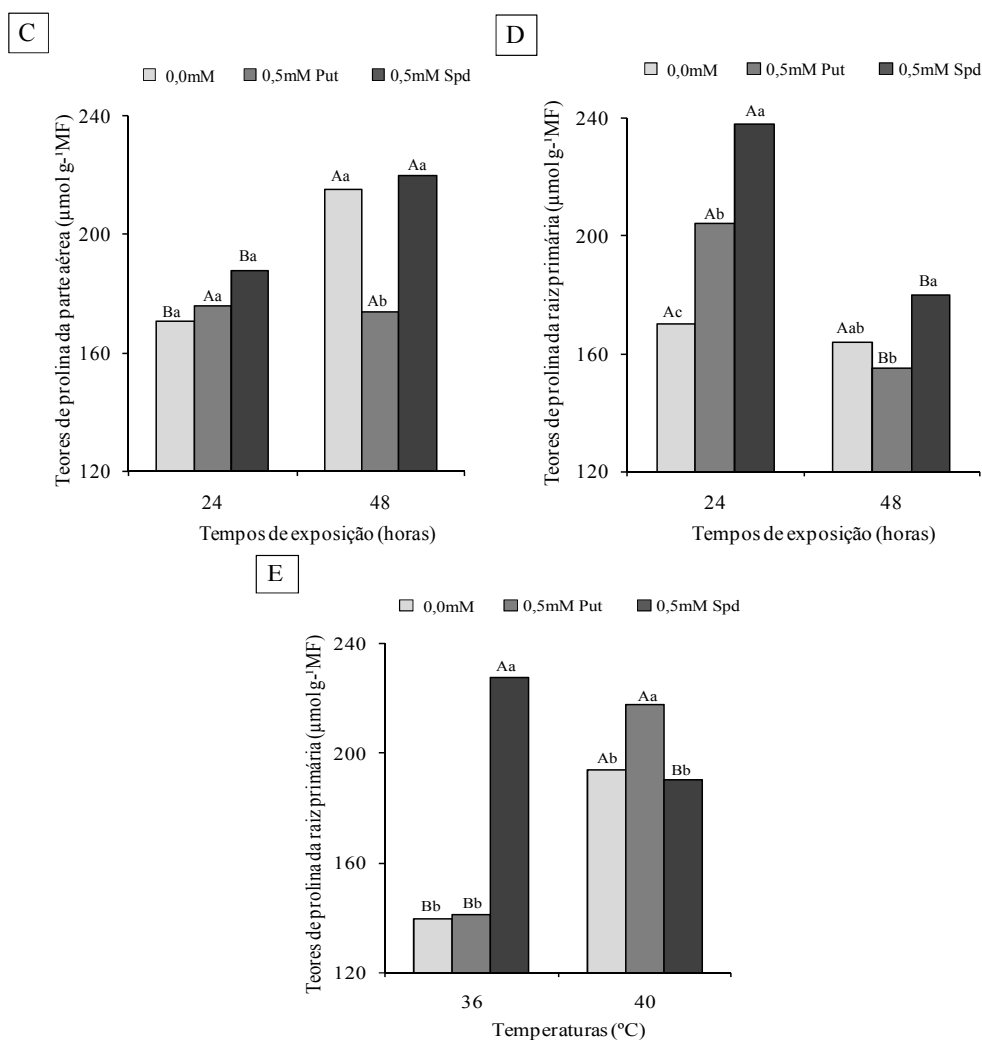 C
0,0mM 0,5mM Put 0,5mM Spd
Teores de prolina da parte aérea (µmol g-¹MF)
240
200
160
120
Ba Aa Ba
Aa Ab Aa
24 48
Tempos de exposição (horas)
D
0,0mM 0,5mM Put 0,5mM Spd
Teores de prolina da raiz primária (µmol g-¹MF)
240
200
160
120
Ac Ab Aa
Aab Bb Ba
24 48
Tempos de exposição (horas)
E
0,0mM 0,5mM Put 0,5mM Spd
Teores de prolina da raiz primária (µmol g-¹MF)
240
200
160
120
Bb Bb Aa
Ab Aa Bb
36 40
Temperaturas (ºC)